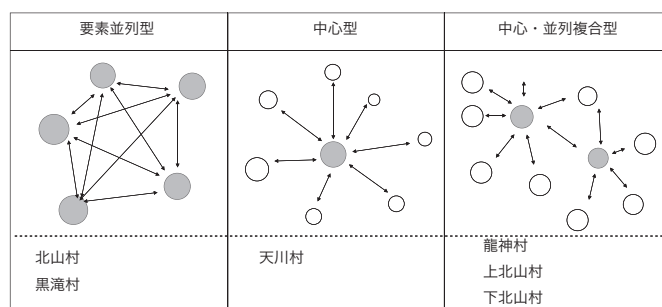 要素並列型
中心型
中心・並列複合型
北山村
黒滝村
天川村
龍神村
上北山村
下北山村